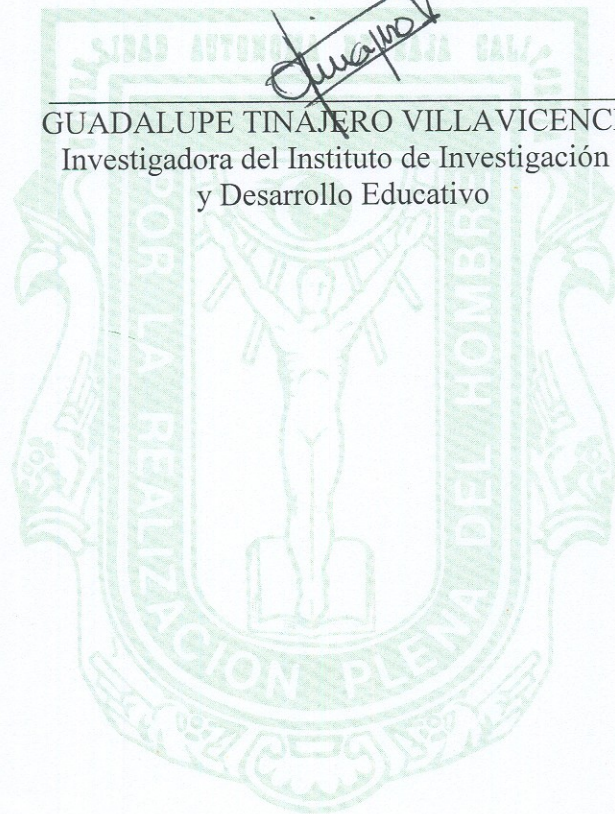 GUADALUPE TINAJERO VILLAVICENC
Investigadora del Instituto de Investigación
y Desarrollo Educativo
POR LA REALIZACION PLENA DEL HOMBRE